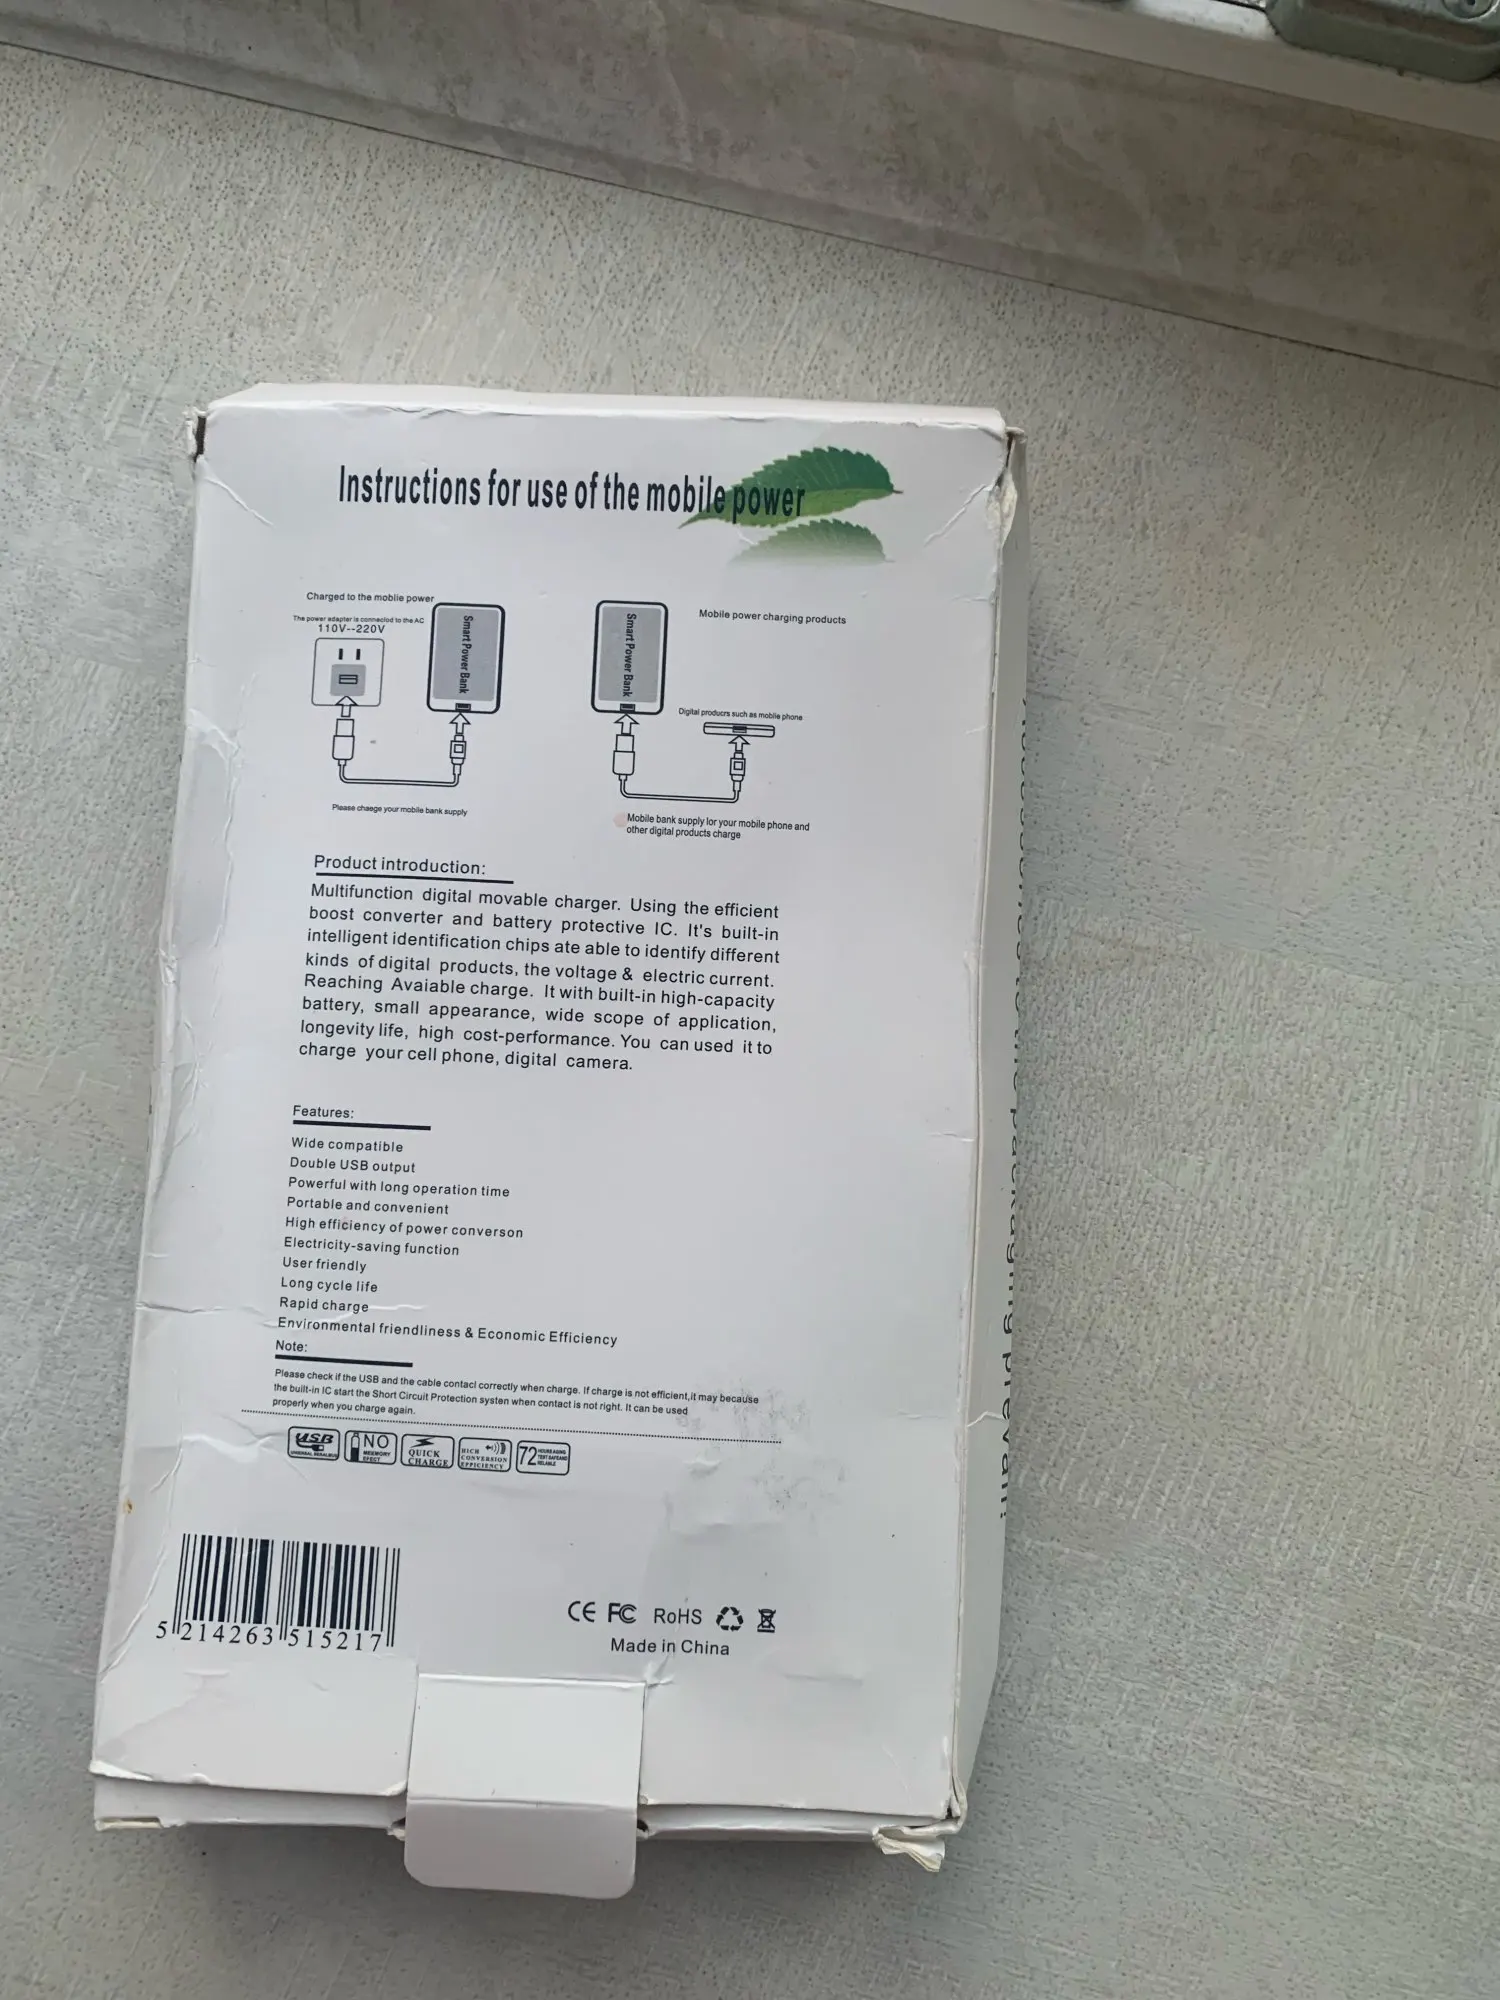 Instructions for use of the mobile power
Charged to the mobile power
The power adapter is connected to the AC
110V--220V
Smart Power Bank
Please chaege your mobile bank supply
Smart Power Bank
Mobile power charging products
Digital producrs such as mobile phone
Mobile bank supply lor your mobile phone and
other digital products charge
Product introduction:
Multifunction digital movable charger. Using the efficient
boost converter and battery protective IC. It's built-in
intelligent identification chips ate able to identify different
kinds of digital products, the voltage & electric current.
Reaching Avaiable charge. It with built-in high-capacity
battery, small appearance, wide scope of application,
longevity life, high cost-performance. You can used it to
charge your cell phone, digital camera.
Features:
Wide compatible
Double USB output
Powerful with long operation time
Portable and convenient
High efficiency of power converson
Electricity-saving function
User friendly
Long cycle life
Rapid charge
Environmental friendliness & Economic Efficiency
Note:
Please check if the USB and the cable contacl correctly when charge. If charge is not efficient,it may because
the built-in IC start the Short Circuit Protection systen when contact is not right. It can be used
properly when you charge again.
USB
NO
QUICK
CHARGE
CONVERSION
72
5 214263 515217
CE FC RoHS
Made in China
the packaging prevail!